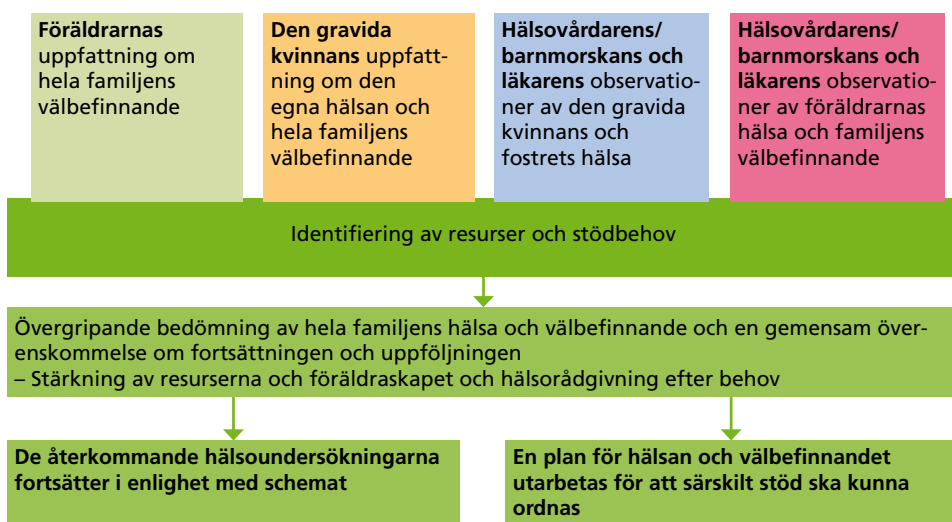 Föräldrarnas
uppfattning om
hela familjens
välbefinnande
Den gravida
kvinnans uppfatt-
ning om den
egna hälsan och
hela familjens
välbefinnande
Hälsovårdarens/
barnmorskans och
läkarens observatio-
ner av den gravida
kvinnans och
fostrets hälsa
Hälsovårdarens/
barnmorskans och
läkarens observatio-
ner av föräldrarnas
hälsa och familjens
välbefinnande
Identifiering av resurser och stödbehov
Övergripande bedömning av hela familjens hälsa och välbefinnande och en gemensam över-
enskommelse om fortsättningen och uppföljningen
– Stärkning av resurserna och föräldraskapet och hälsorådgivning efter behov
De återkommande hälsoundersökningarna
fortsätter i enlighet med schemat
En plan för hälsan och välbefinnandet
utarbetas för att särskilt stöd ska kunna
ordnas